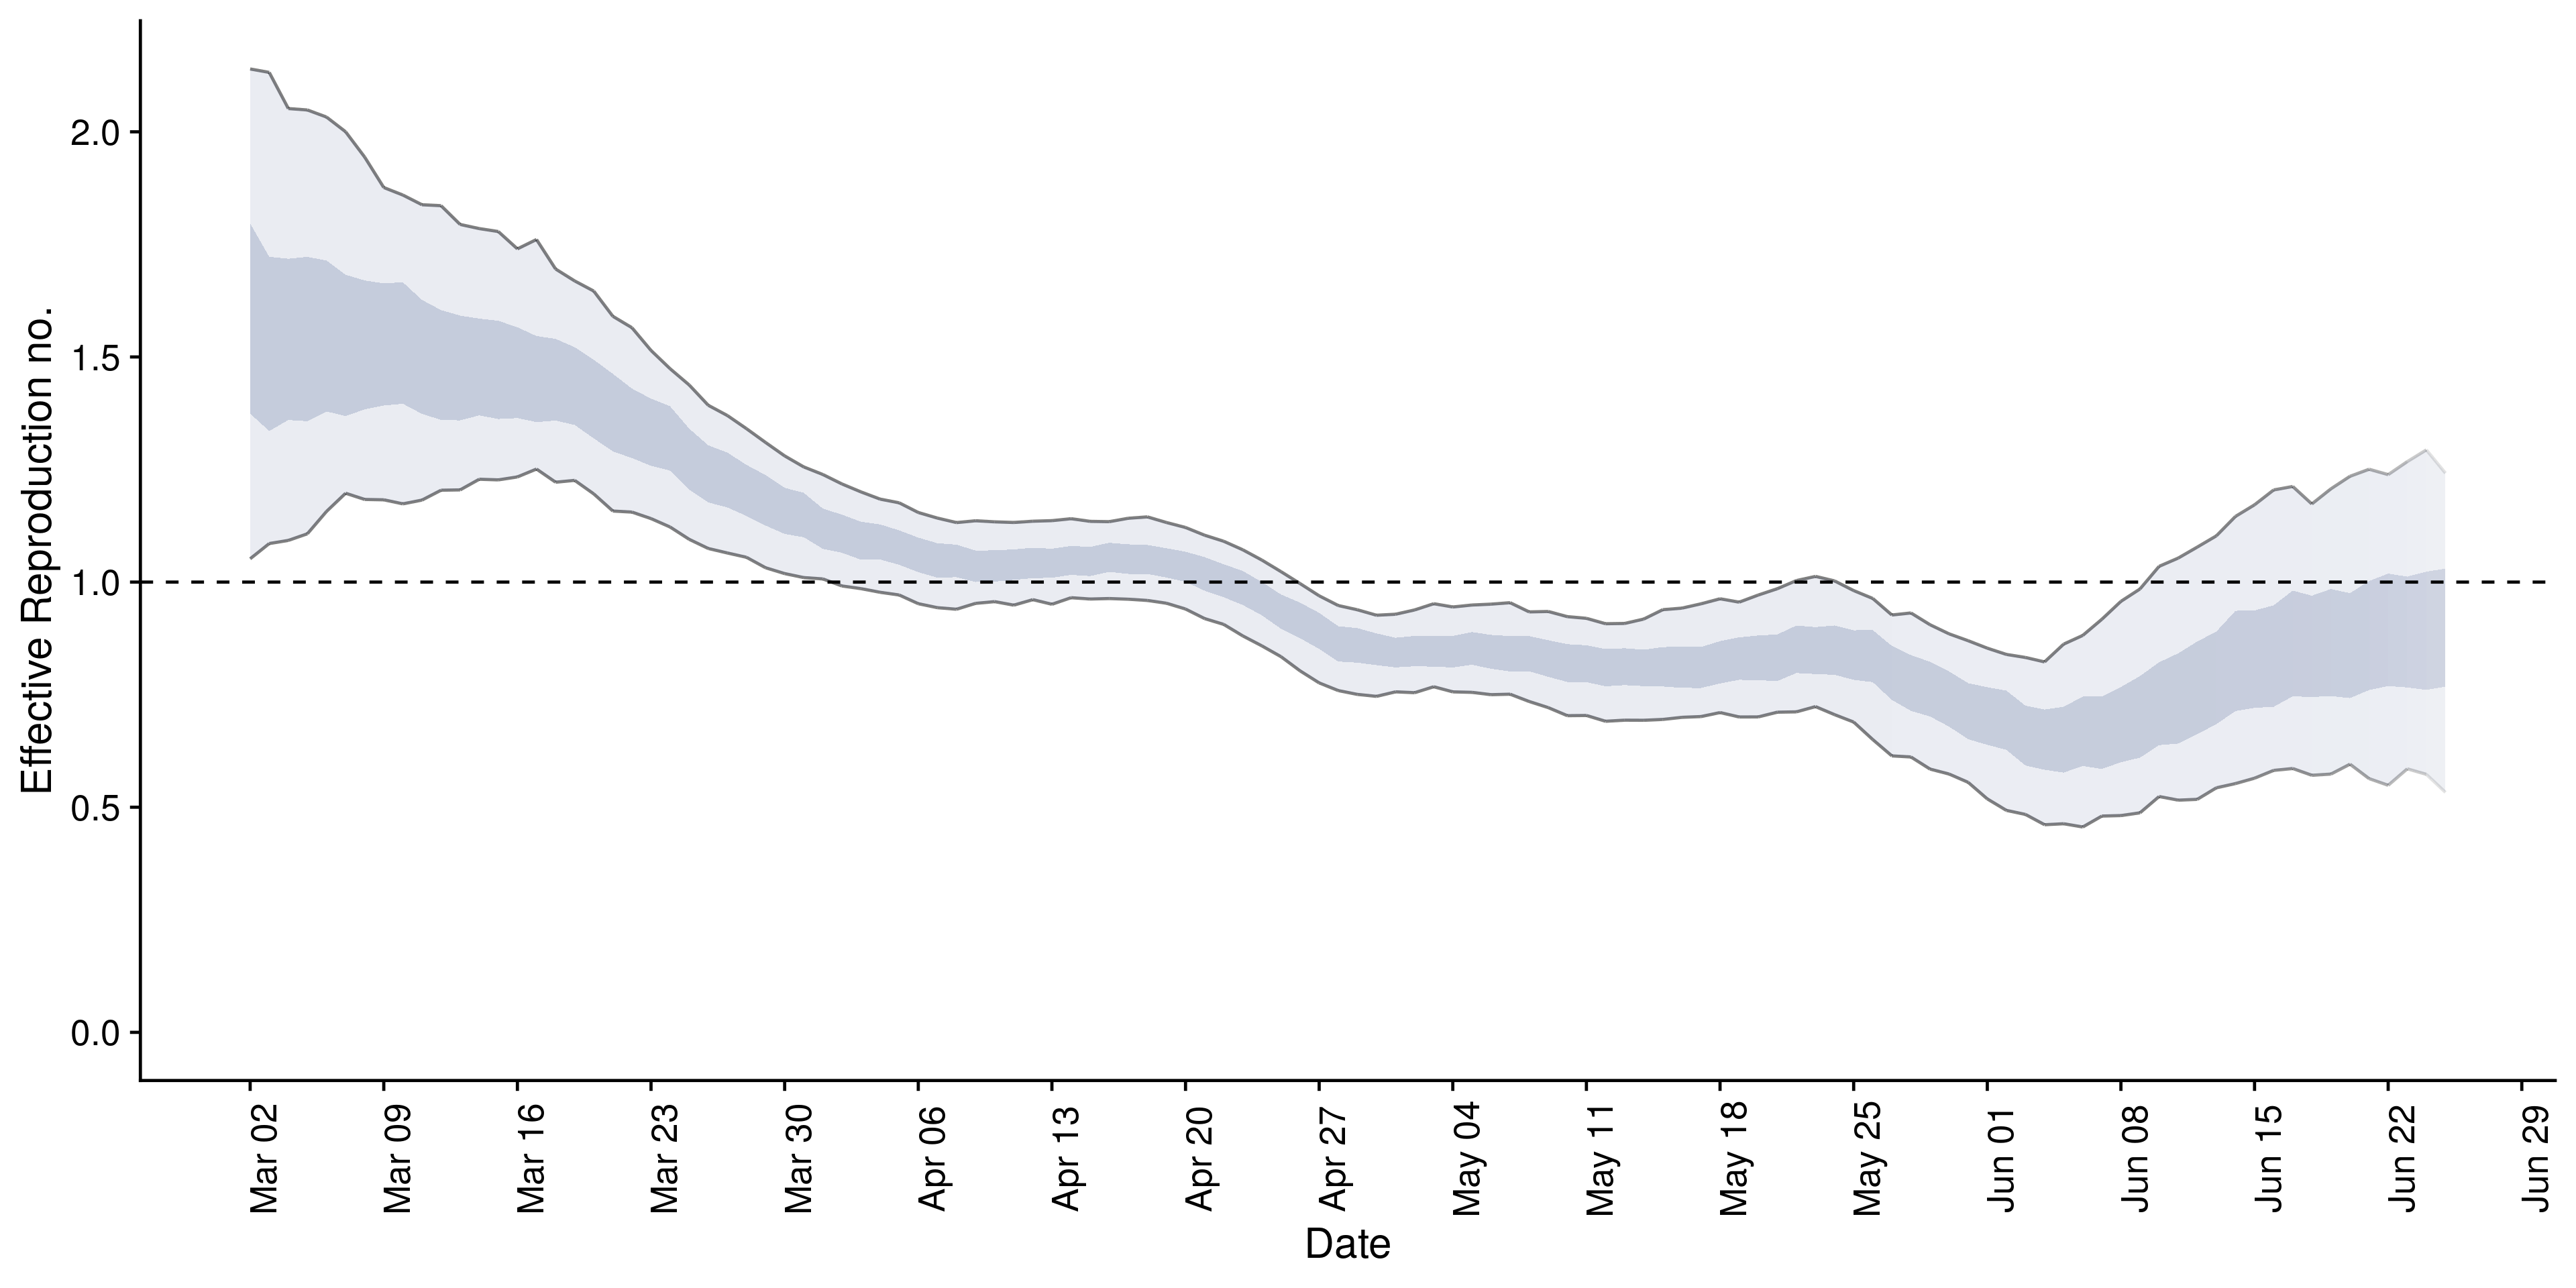 Effective Reproduction no.
2.0
1.5
1.0
0.5
0.0
Mar 02
Mar 09
Mar 16
Mar 23
Mar 30
Apr 06
Apr 13
Apr 20
Apr 27
May 04
May 11
May 18
May 25
Jun 01
Jun 08
Jun 15
Jun 22
Jun 29
Date